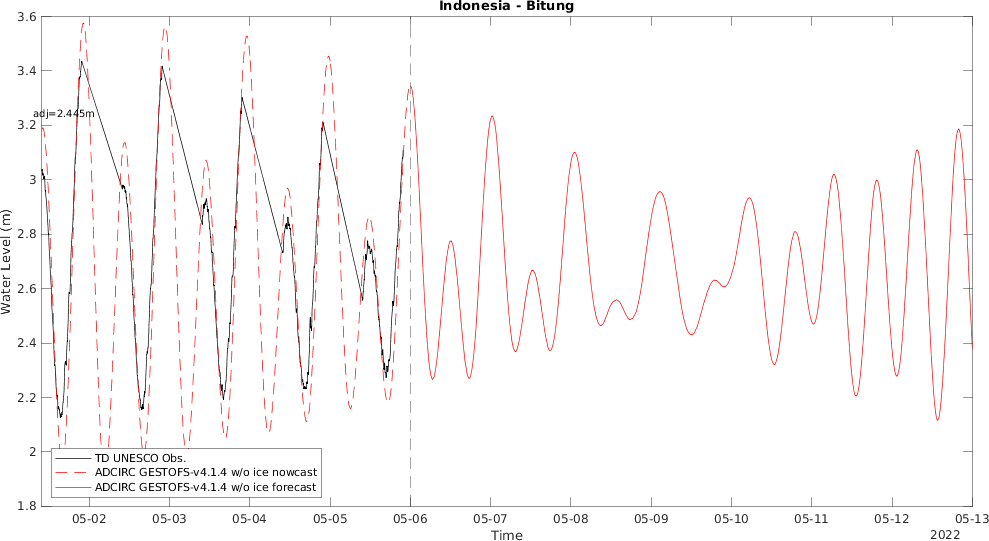 Indonesia - Bitung
3.6
3.4
adj=2.445m
3.2
3
2.8
2.6
2.4
2.2
2
1.8
Water Level (m)
TD UNESCO Obs.
ADCIRC GESTOFS-v4.1.4 w/o ice nowcast
ADCIRC GESTOFS-v4.1.4 w/o ice forecast
05-02 05-03 05-04 05-05 05-06 05-07 05-08 05-09 05-10 05-11 05-12 05-13
Time
2022